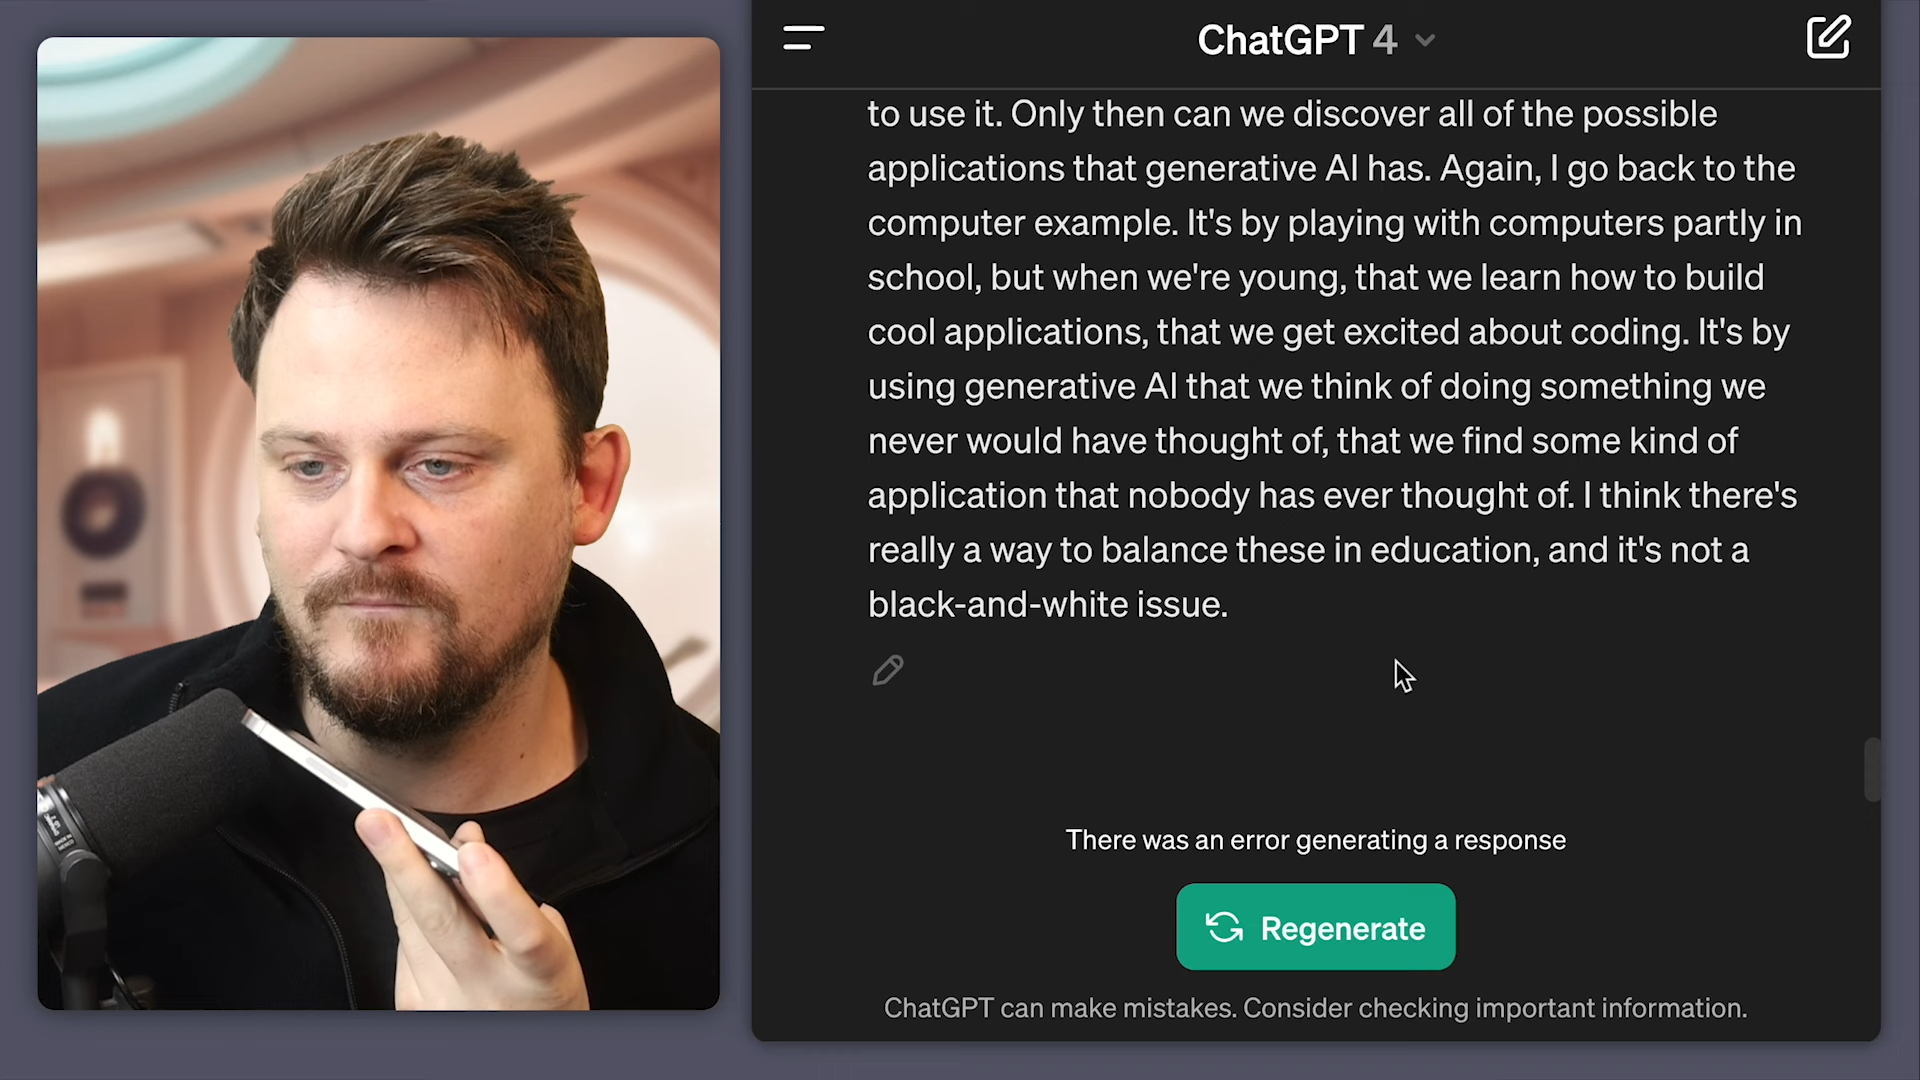 ChatGPT 4
to use it. Only then can we discover all of the possible
applications that generative AI has. Again, I go back to the
computer example. It's by playing with computers partly in
school, but when we're young, that we learn how to build
cool applications, that we get excited about coding. It's by
using generative AI that we think of doing something we
never would have thought of, that we find some kind of
application that nobody has ever thought of. I think there's
really a way to balance these in education, and it's not a
black-and-white issue.
There was an error generating a response
Regenerate
ChatGPT can make mistakes. Consider checking important information.